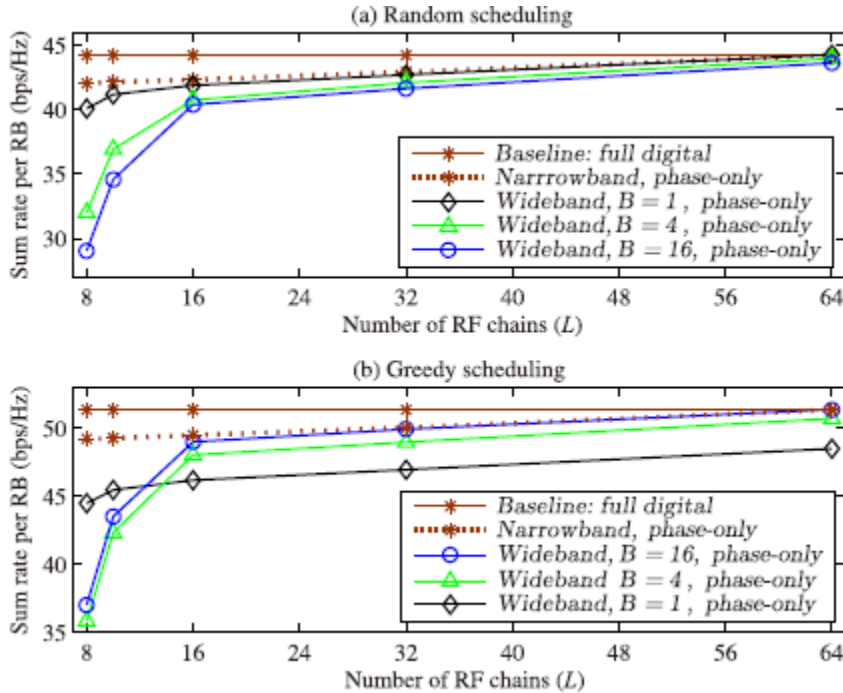 (a) Random scheduling
Sum rate per RB (bps/Hz)
45
40
35
30
Baseline: full digital
Narrrowband, phase-only
Wideband, B = 1 , phase-only
Wideband, B = 4 , phase-only
Wideband, B = 16, phase-only
8 16 24 32 40 48 56 64
Number of RF chains (L)
(b) Greedy scheduling
Sum rate per RB (bps/Hz)
50
45
40
35
Baseline: full digital
Narrowband, phase-only
Wideband, B = 16, phase-only
Wideband B = 4 , phase-only
Wideband, B = 1 , phase-only
8 16 24 32 40 48 56 64
Number of RF chains (L)